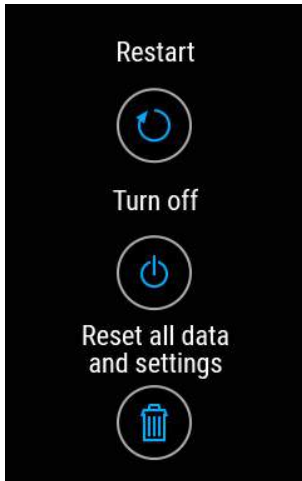 Restart
Turn off
Reset all data
and settings